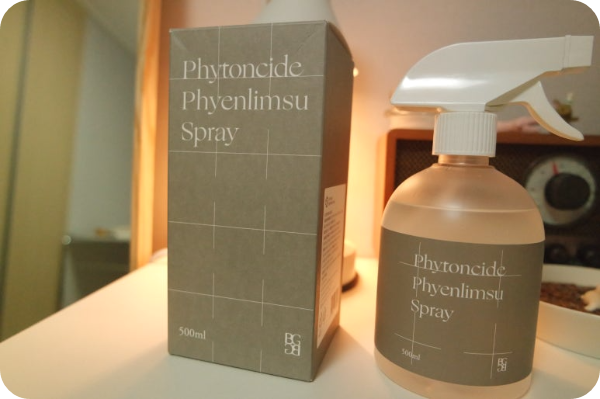 Phytoncide
Phyenlimsu
Spray
500ml
Phytoncide
Phyenlimsu
Spray
500ml